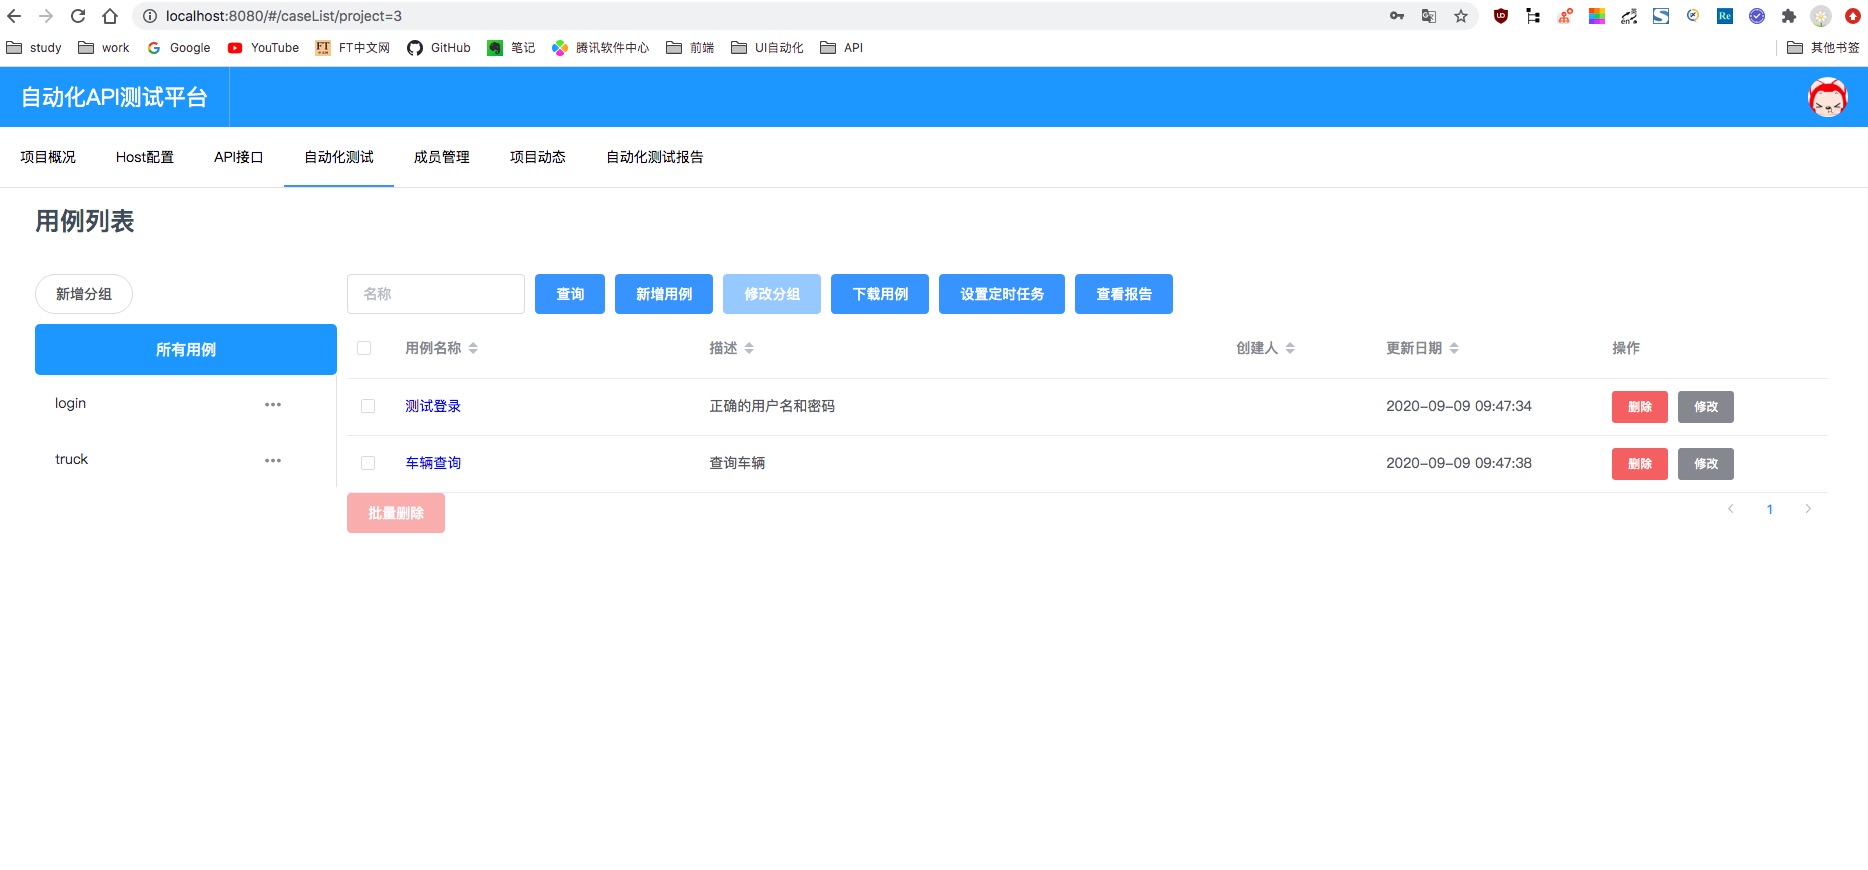 localhost:8080/#/caseList/project=3
study work Google YouTube FT中文网 GitHub 笔记 腾讯软件中心 前端 UI自动化 API 其他书签
自动化API测试平台
项目概况 Host配置 API接口 自动化测试 成员管理 项目动态 自动化测试报告
用例列表
新增分组 名称 查询 新增用例 修改分组 下载用例 设置定时任务 查看报告
所有用例 用例名称 描述 创建人 更新日期 操作
login 测试登录 正确的用户名和密码 2020-09-09 09:47:34 删除 修改
truck 车辆查询 查询车辆 2020-09-09 09:47:38 删除 修改
批量删除 1